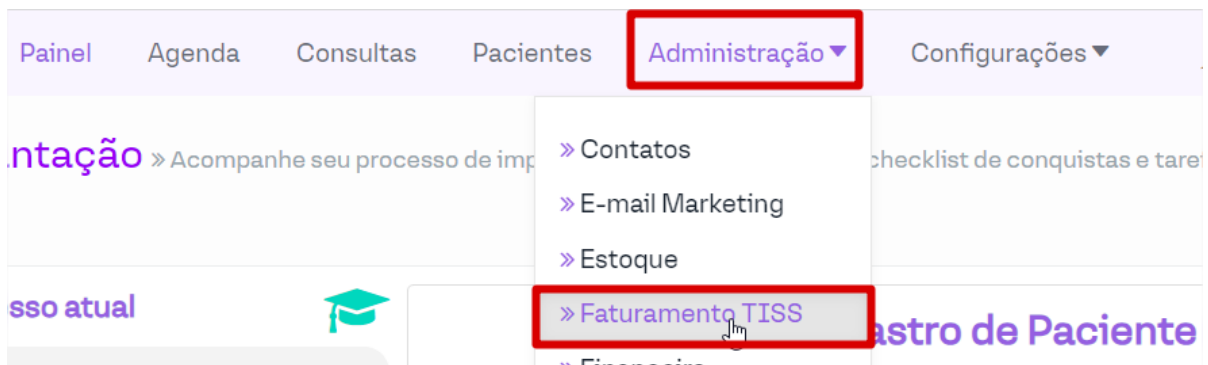 Painel Agenda Consultas Pacientes Administração Configurações
ntação » Acompanhe seu processo de imp checklist de conquistas e taref
» Contatos
» E-mail Marketing
» Estoque
sso atual
» Faturamento TISS
astro de Paciente
» Financeiro